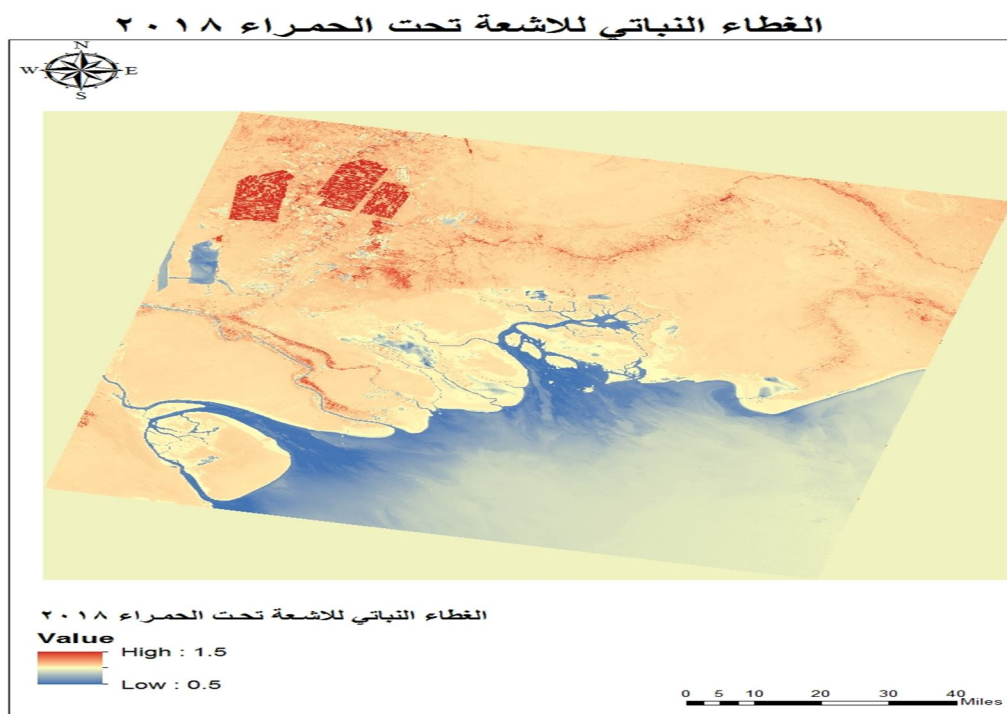 الغطاء النباتي للاشعة تحت الحمراء ٢٠١٨
N
W E
S
الغطاء النباتي للاشعة تحت الحمراء ٢٠١٨
Value
High : 1.5
Low : 0.5
0 5 10 20 30 40
Miles